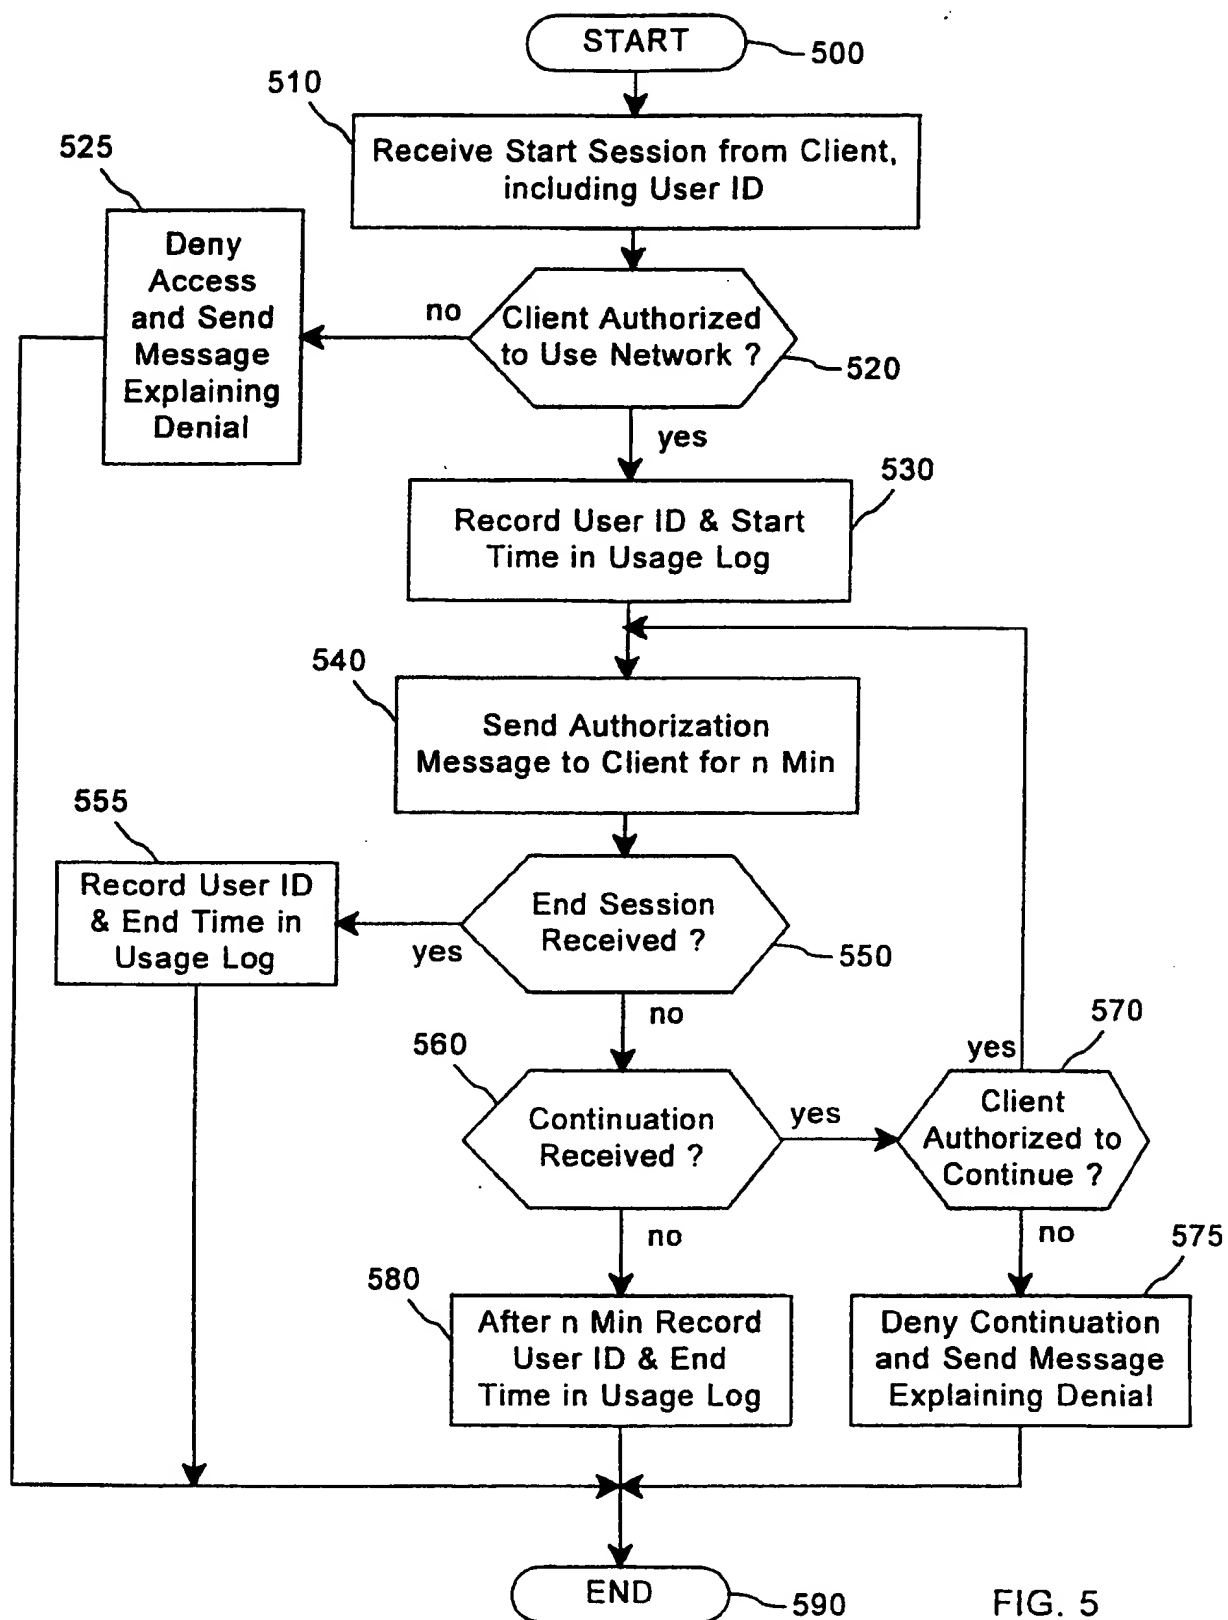 START
500
510
Receive Start Session from Client,
including User ID
525
Deny
Access
and Send
Message
Explaining
Denial
no
Client Authorized
to Use Network ?
520
yes
530
Record User ID & Start
Time in Usage Log
540
Send Authorization
Message to Client for n Min
555
Record User ID
& End Time in
Usage Log
yes
End Session
Received ?
550
no
560
Continuation
Received ?
yes
570
yes
Client
Authorized to
Continue ?
no
no
575
580
After n Min Record
User ID & End
Time in Usage Log
Deny Continuation
and Send Message
Explaining Denial
END
590
FIG. 5